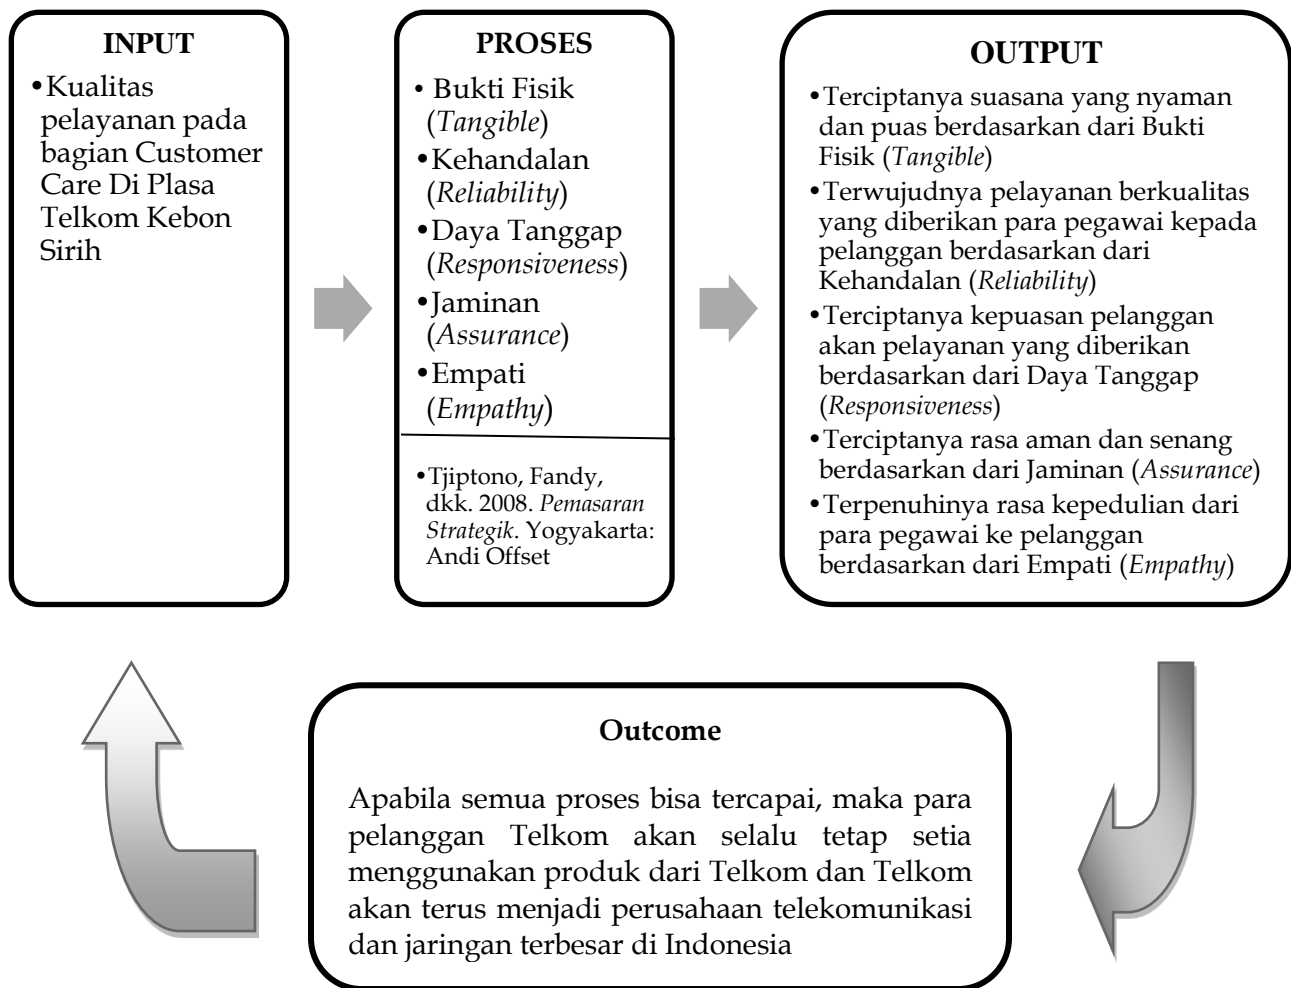 INPUT
•Kualitas
pelayanan pada
bagian Customer
Care Di Plasa
Telkom Kebon
Sirih
PROSES
• Bukti Fisik
(Tangible)
•Kehandalan
(Reliability)
•Daya Tanggap
(Responsiveness)
•Jaminan
(Assurance)
•Empati
(Empathy)
•Tjiptono, Fandy,
dkk. 2008. Pemasaran
Strategik. Yogyakarta:
Andi Offset
OUTPUT
•Terciptanya suasana yang nyaman
dan puas berdasarkan dari Bukti
Fisik (Tangible)
•Terwujudnya pelayanan berkualitas
yang diberikan para pegawai kepada
pelanggan berdasarkan dari
Kehandalan (Reliability)
•Terciptanya kepuasan pelanggan
akan pelayanan yang diberikan
berdasarkan dari Daya Tanggap
(Responsiveness)
•Terciptanya rasa aman dan senang
berdasarkan dari Jaminan (Assurance)
•Terpenuhinya rasa kepedulian dari
para pegawai ke pelanggan
berdasarkan dari Empati (Empathy)
Outcome
Apabila semua proses bisa tercapai, maka para
pelanggan Telkom akan selalu tetap setia
menggunakan produk dari Telkom dan Telkom
akan terus menjadi perusahaan telekomunikasi
dan jaringan terbesar di Indonesia